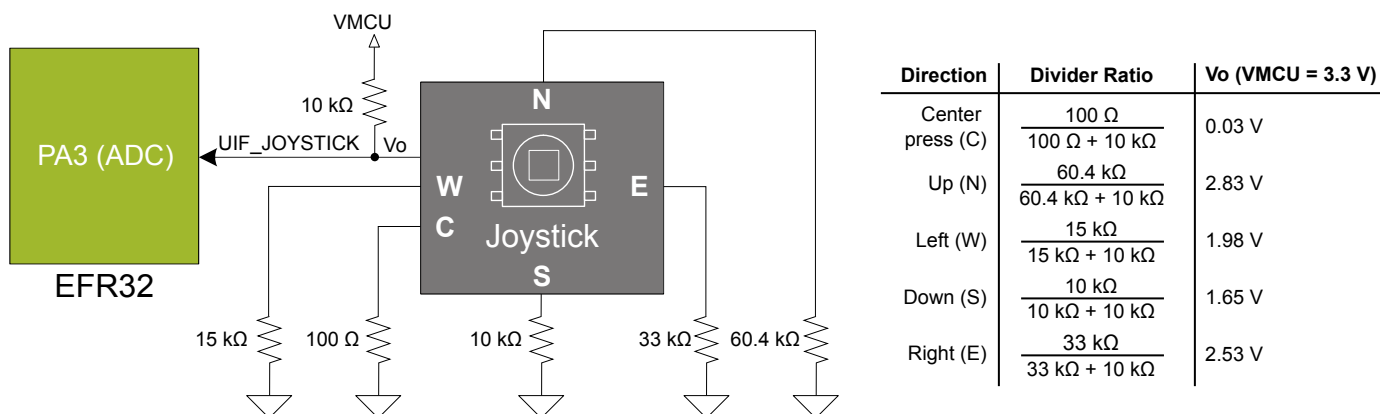 VMCU
10 kΩ
PA3 (ADC)
UIF_JOYSTICK
Vo
EFR32
N
W
E
C
Joystick
S
15 kΩ
100 Ω
10 kΩ
33 kΩ
60.4 kΩ
Direction Divider Ratio Vo (VMCU = 3.3 V)
Center
press (C)
100 Ω
100 Ω + 10 kΩ
0.03 V
Up (N)
60.4 kΩ
60.4 kΩ + 10 kΩ
2.83 V
Left (W)
15 kΩ
15 kΩ + 10 kΩ
1.98 V
Down (S)
10 kΩ
10 kΩ + 10 kΩ
1.65 V
Right (E)
33 kΩ
33 kΩ + 10 kΩ
2.53 V